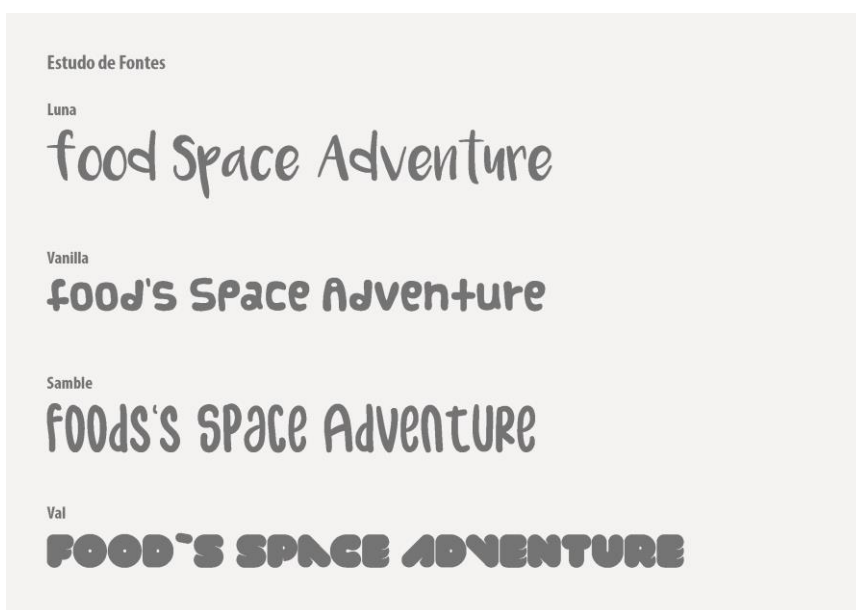 Estudo de Fontes
Luna
food Space Adventure
Vanilla
food's Space Adventure
Samble
foods's space Adventure
Val
FOOD`S SPACE ADVENTURE